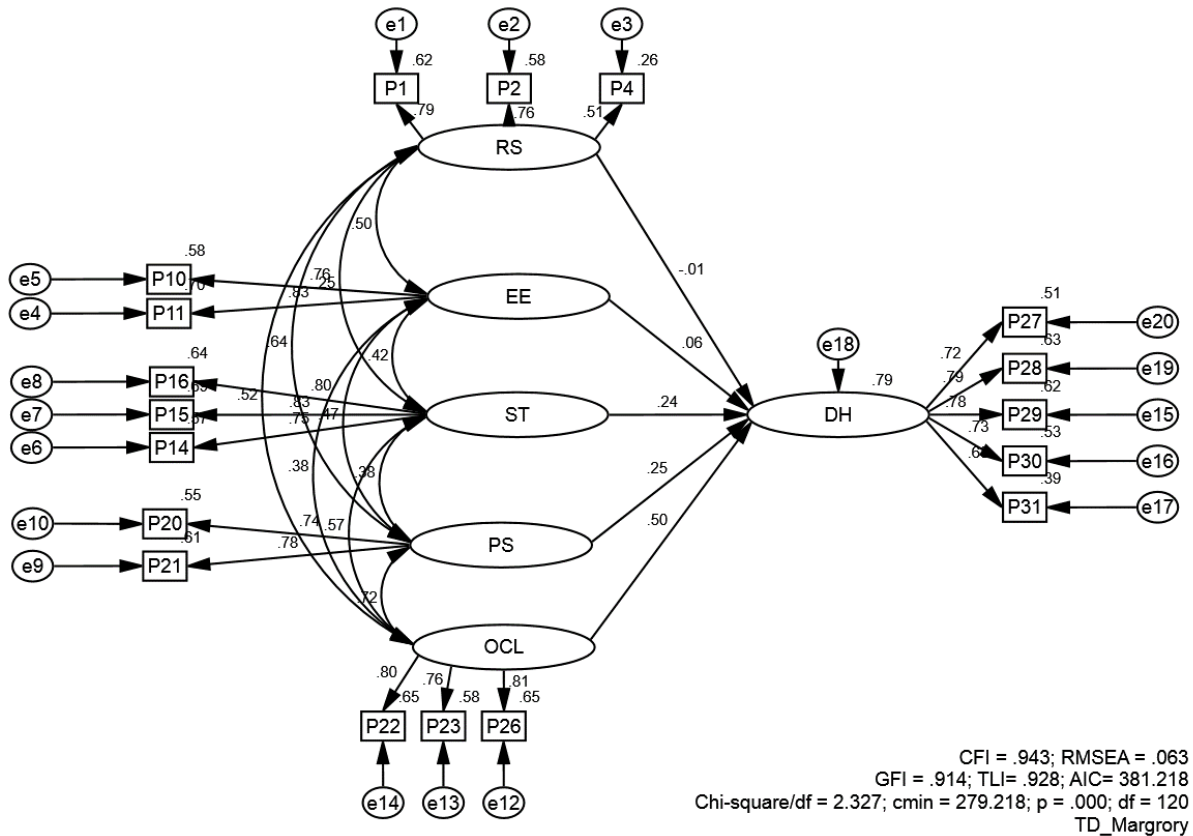 e1 e2 e3
.62 .58 .26
P1 P2 P4
.79 .76 .51
RS
.50
-.01
.58
e5 P10
.76
.25
.70
e4 P11
.83
EE
.06
.64
.42
.64
e8 P16
.80
.52
e7 P15
.83
.47
e6 P14
.75
ST
.24
e18
.79
DH
.51
.72 P27 e20
.63
.79 P28 e19
.62
.78 P29 e15
.53
.73 P30 e16
.39
P31 e17
.38
.38
.25
.55
e10 P20
.74
.57
.61
e9 P21
.78
PS
.50
.72
OCL
.80 .76 .81
.65 .58 .65
P22 P23 P26
e14 e13 e12
CFI = .943; RMSEA = .063
GFI = .914; TLI= .928; AIC= 381.218
Chi-square/df = 2.327; cmin = 279.218; p = .000; df = 120
TD_Margrory